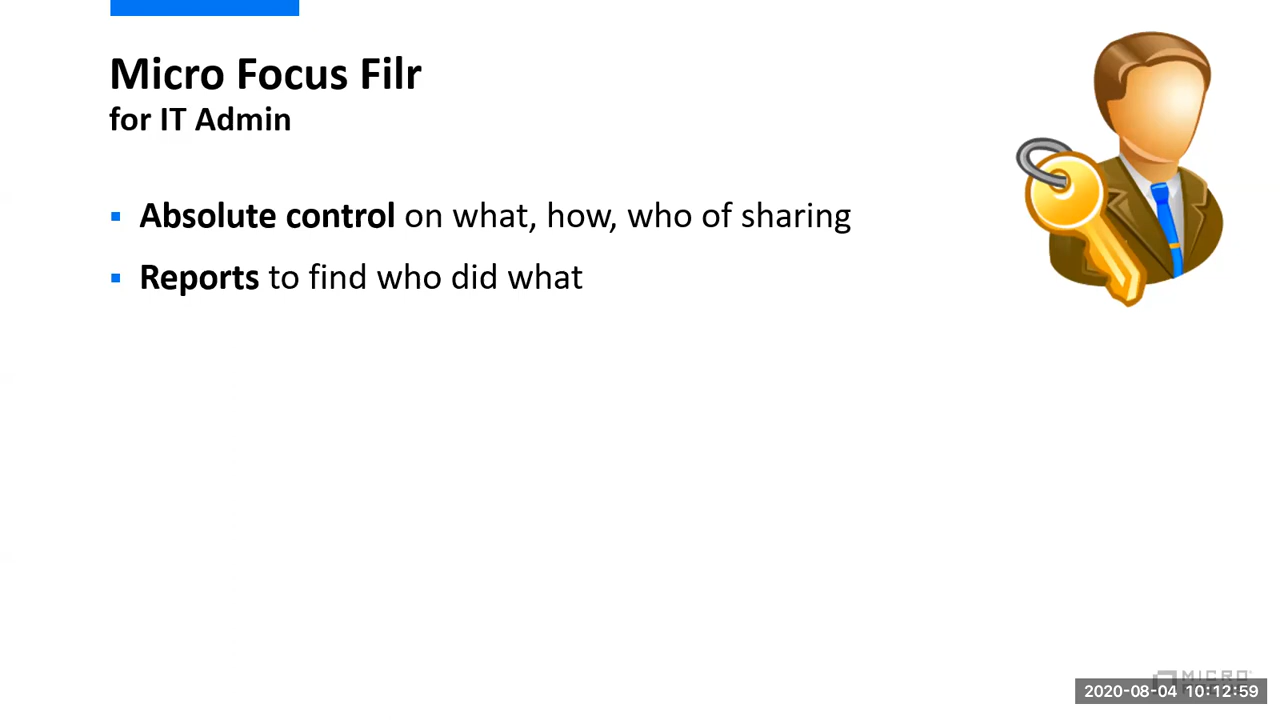 Micro Focus Filr
for IT Admin
Absolute control on what, how, who of sharing
Reports to find who did what
MICRO
2020-08-04 10:12:59